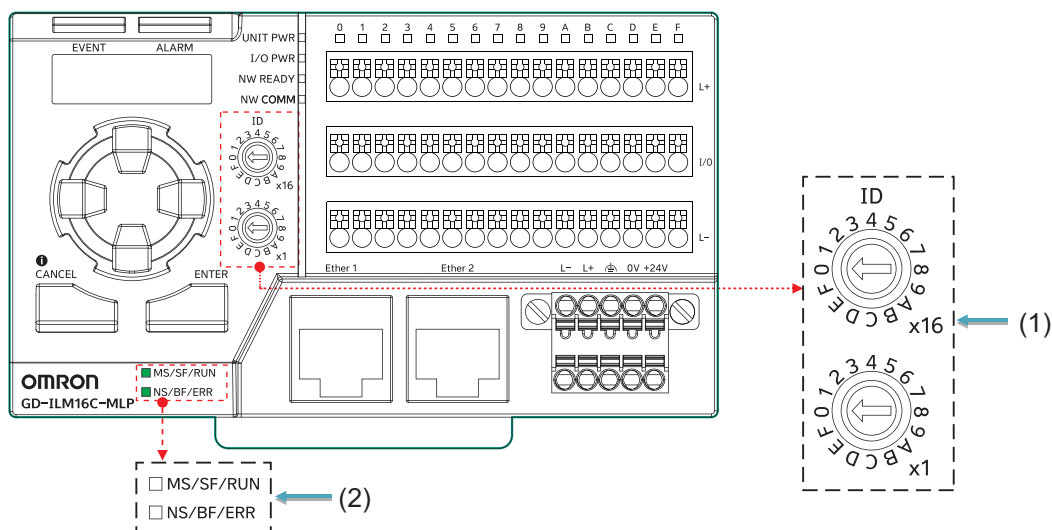 EVENT ALARM
UNIT PWR
I/O PWR
NW READY
NW COMM
0 1 2 3 4 5 6 7 8 9 A B C D E F
L+
I/O
L−
ID
0 1 2 3 4 5 6 7 8 9 A B C D E F
x16
0 1 2 3 4 5 6 7 8 9 A B C D E F
x1
CANCEL ENTER
Ether 1 Ether 2 L− L+ 0V +24V
OMRON
GD-ILM16C-MLP
MS/SF/RUN
NS/BF/ERR
MS/SF/RUN
NS/BF/ERR
(2)
ID
0 1 2 3 4 5 6 7 8 9 A B C D E F
x16
(1)
0 1 2 3 4 5 6 7 8 9 A B C D E F
x1